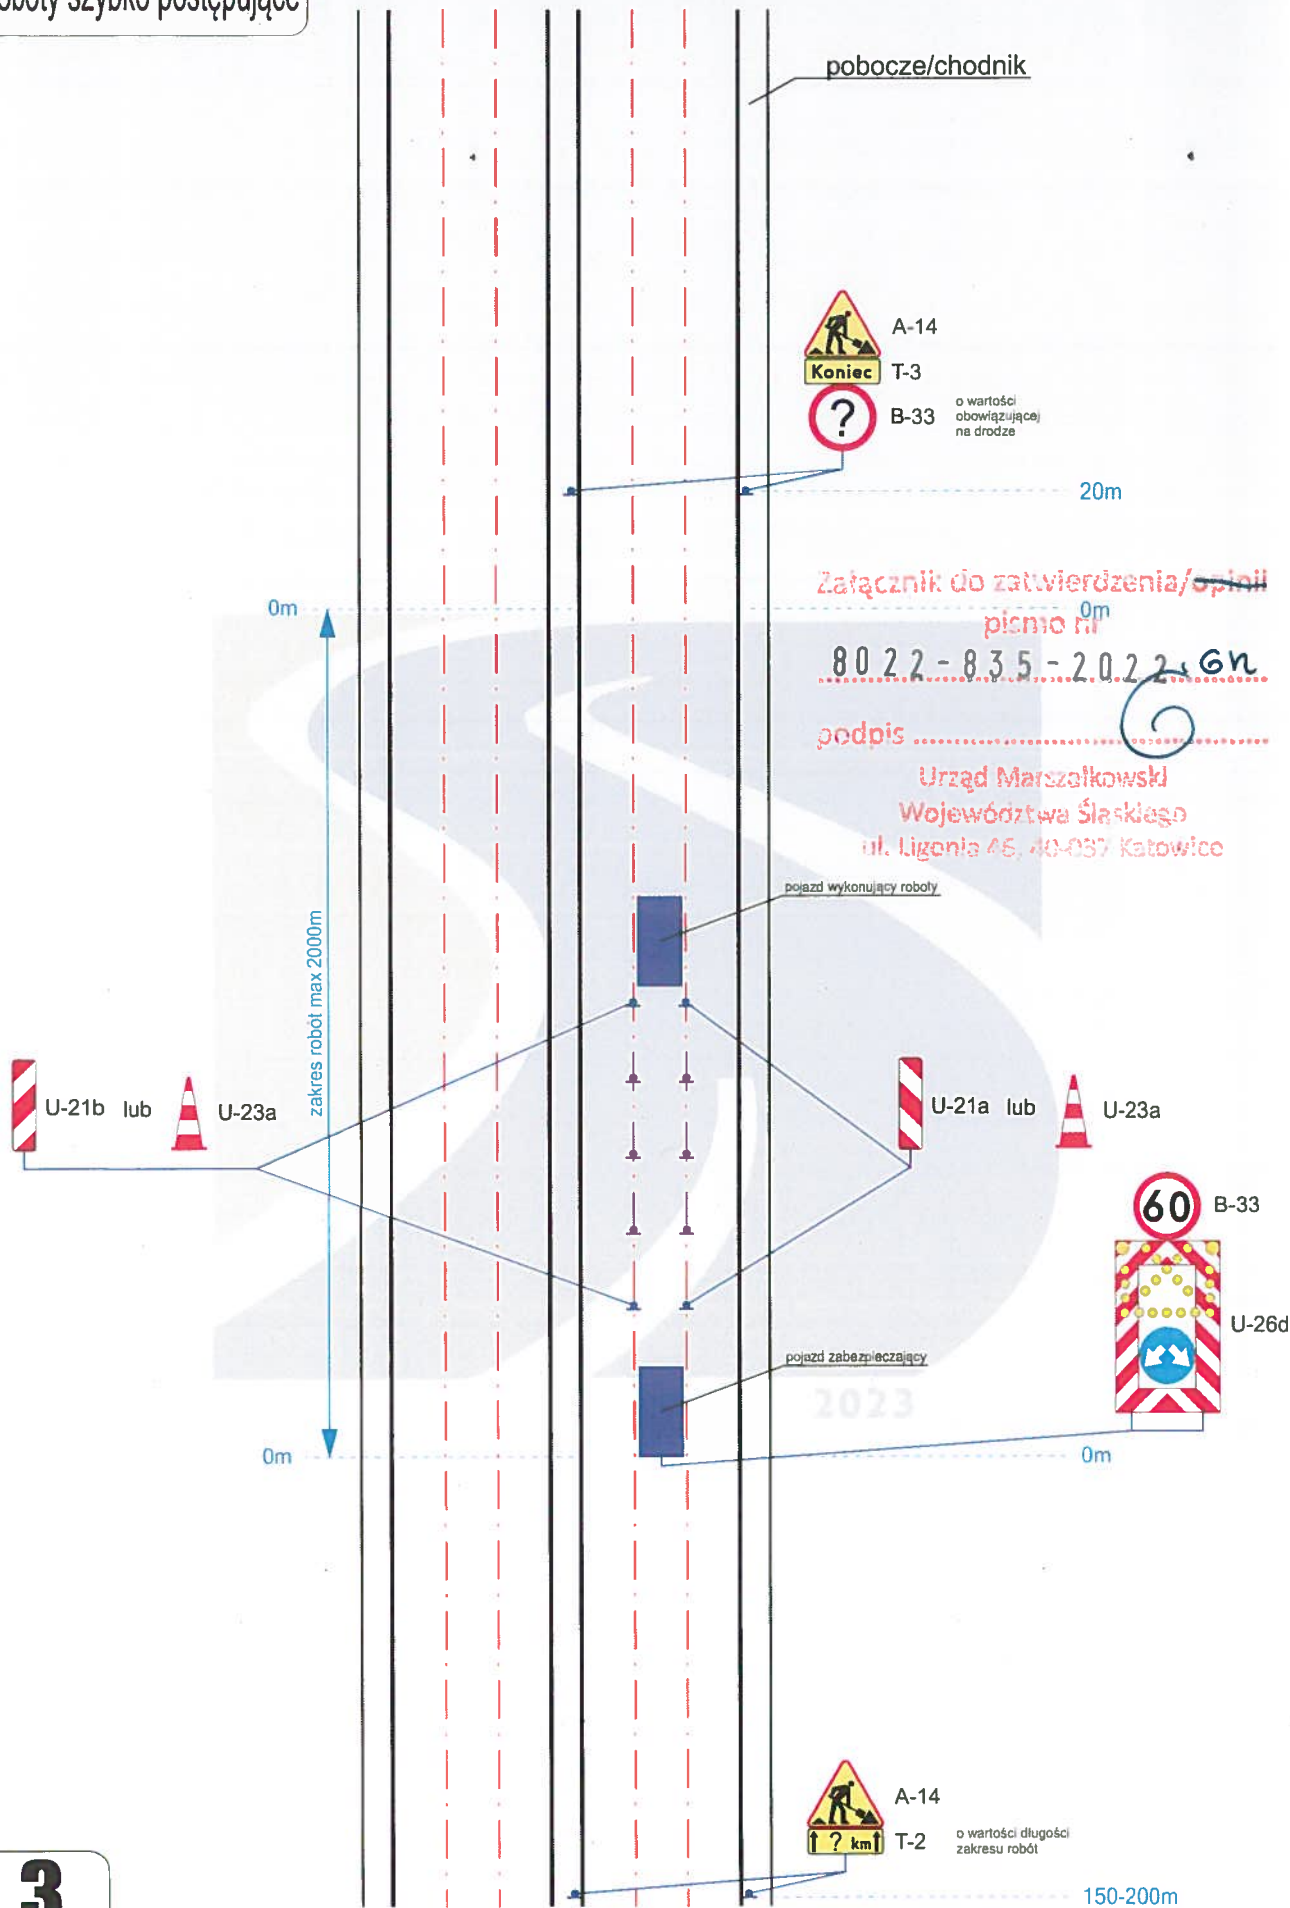 roboty szybko postępujące
pobocze/chodnik
A-14
Koniec T-3
? B-33
o wartości
obowiązującej
na drodze
20m
Załącznik do zatwierdzenia/opinii
0m
0m
pismo nr
8022-835-2022. GN
podpis
Urząd Marszałkowski
Województwa Śląskiego
ul. Ligonia 46, 40-037 Katowice
pojazd wykonujący roboty
zakres robót max 2000m
U-21b lub U-23a
U-21a lub U-23a
60 B-33
U-26d
pojazd zabezpieczający
2023
0m
0m
A-14
? km T-2
o wartości długości
zakresu robót
150-200m
3